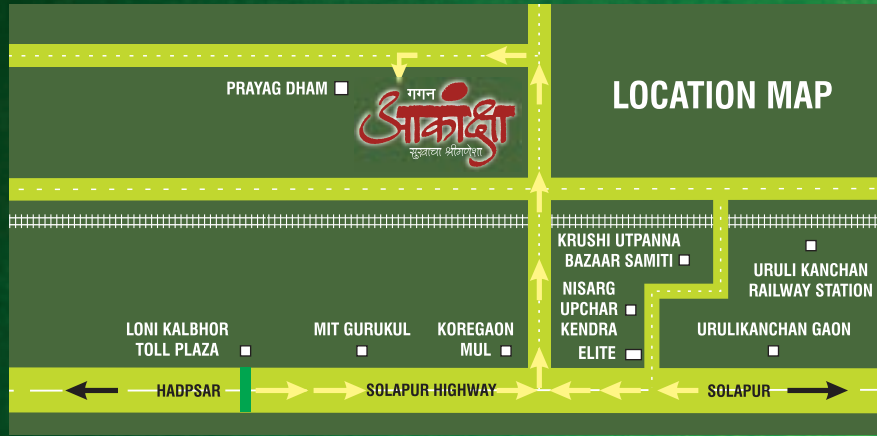 PRAYAG DHAM
गगन
आकांक्षा
सुखाचा श्रीगणेशा
LOCATION MAP
KRUSHI UTPANNA
BAZAAR SAMITI
URULI KANCHAN
RAILWAY STATION
NISARG
UPCHAR
KENDRA
ELITE
LONI KALBHOR
TOLL PLAZA
MIT GURUKUL
KOREGAON
MUL
URULIKANCHAN GAON
HADPSAR
SOLAPUR HIGHWAY
SOLAPUR